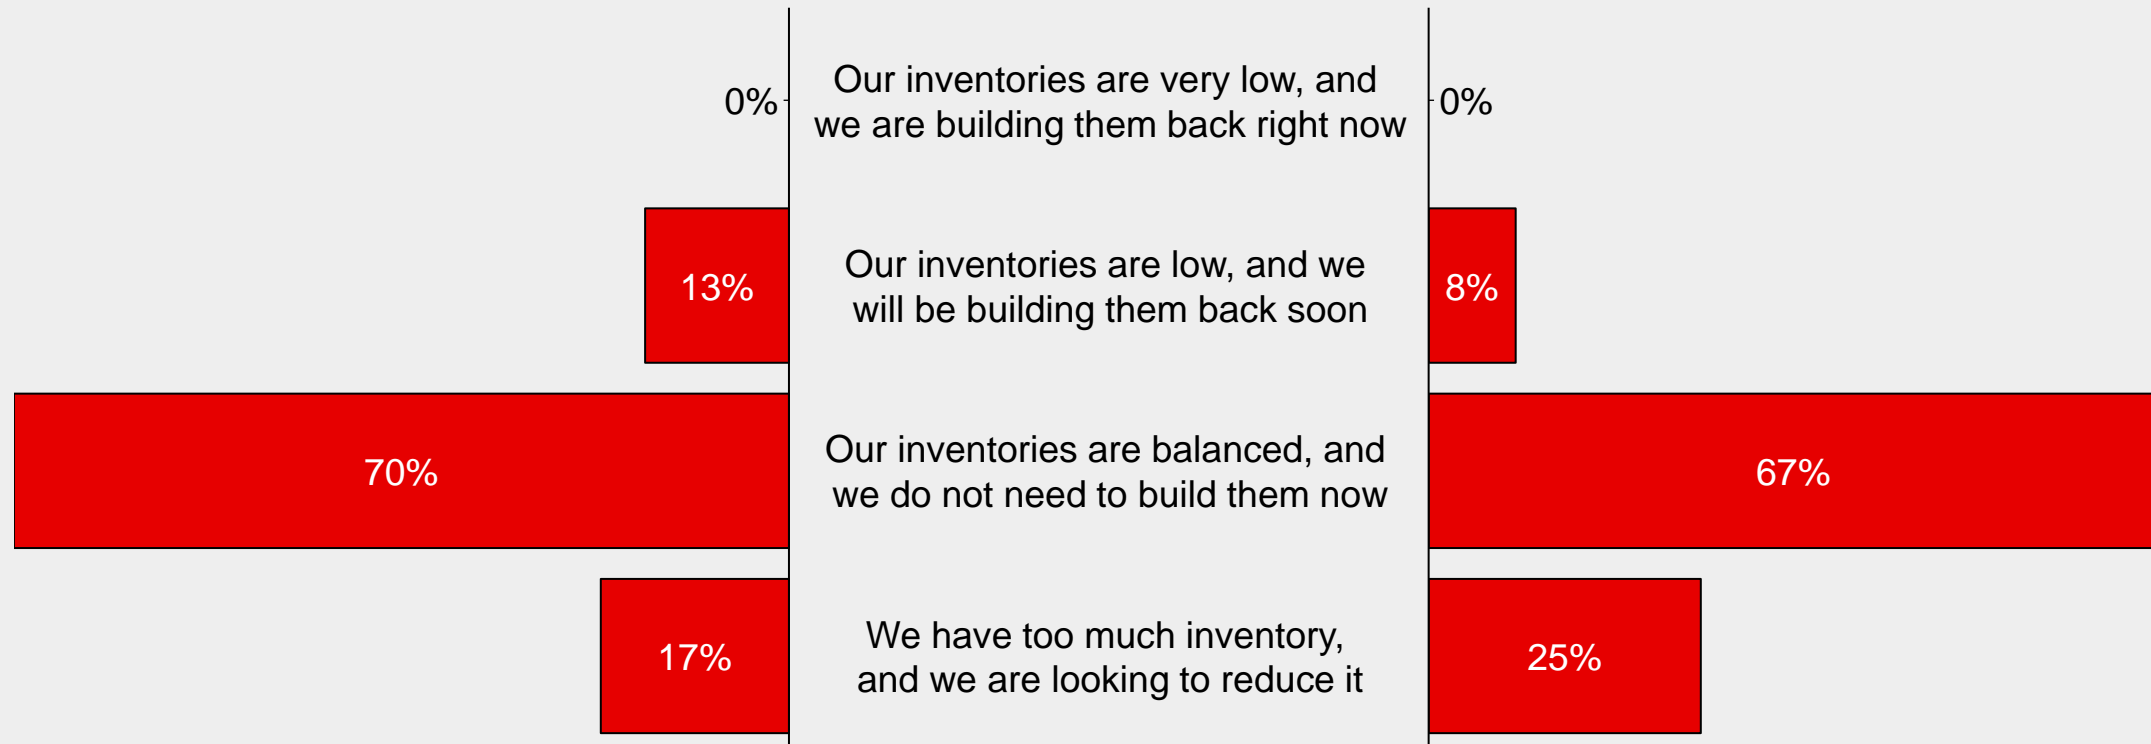 0%
Our inventories are very low, and
we are building them back right now
0%
13%
Our inventories are low, and we
will be building them back soon
8%
70%
Our inventories are balanced, and
we do not need to build them now
67%
17%
We have too much inventory,
and we are looking to reduce it
25%